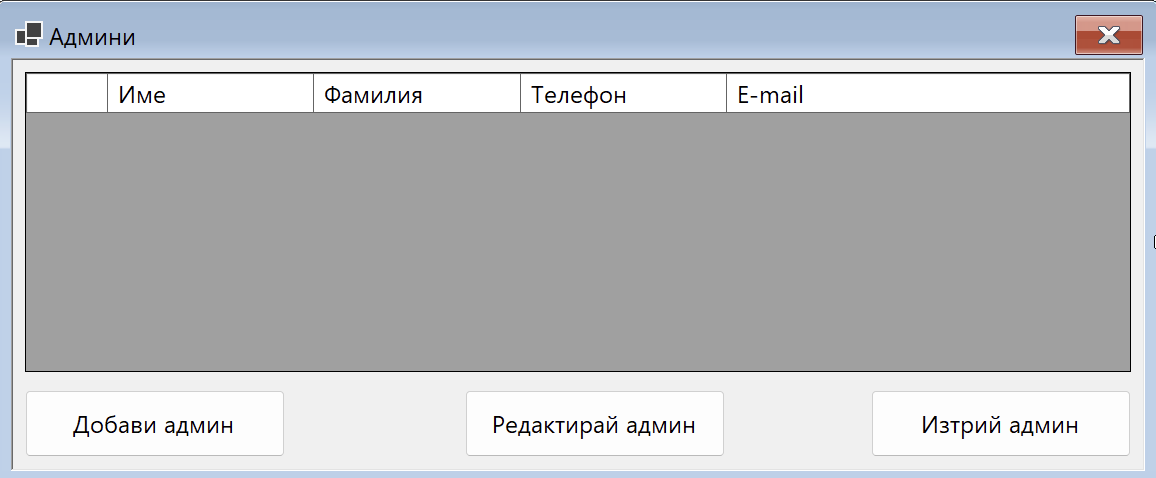 Админи
Име Фамилия Телефон E-mail
Добави админ Редактирай админ Изтрий админ